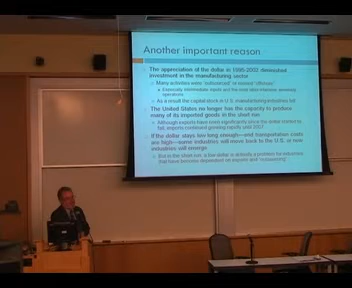 Another important reason
The appreciation of the dollar in 1995-2002 depressed
investment in the manufacturing sector
Many activities were "outsourced" or moved "offshore"
Especially intermediate inputs and the most labor intensive assembly
operations
As a result the capital stock in U.S. manufacturing industries fell
The United States no longer has the capacity to produce
many of its imported goods in the short run
Although exports have risen significantly since the dollar started to
fall, imports continued growing rapidly until 2007
If the dollar stays low long enough—and transportation costs
are high—some industries will move back to the U.S. or new
industries will emerge
But in the short run, a low dollar is actually a problem for industries
that have become dependent on imports and "outsourcing"